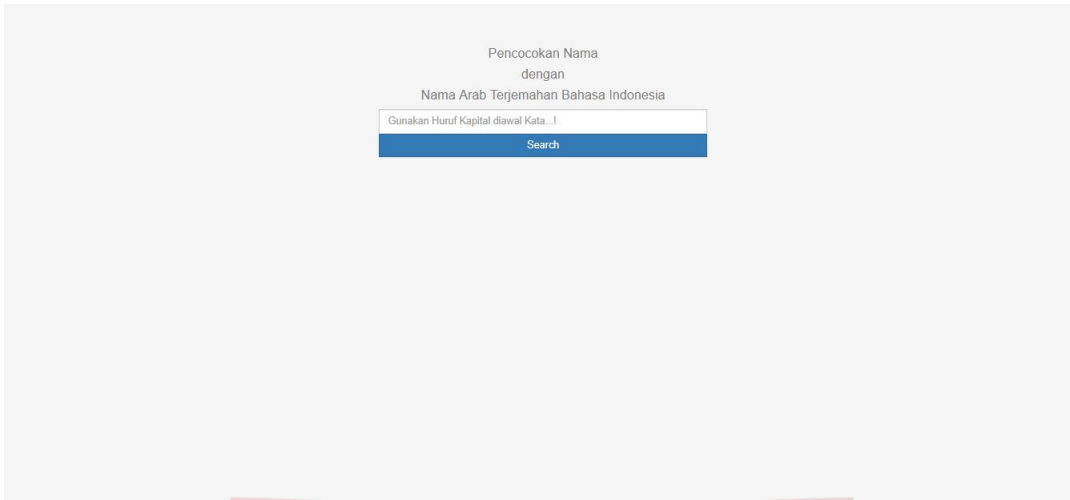 Pencocokan Nama
dengan
Nama Arab Terjemahan Bahasa Indonesia
Gunakan Huruf Kapital diawal Kata...!
Search